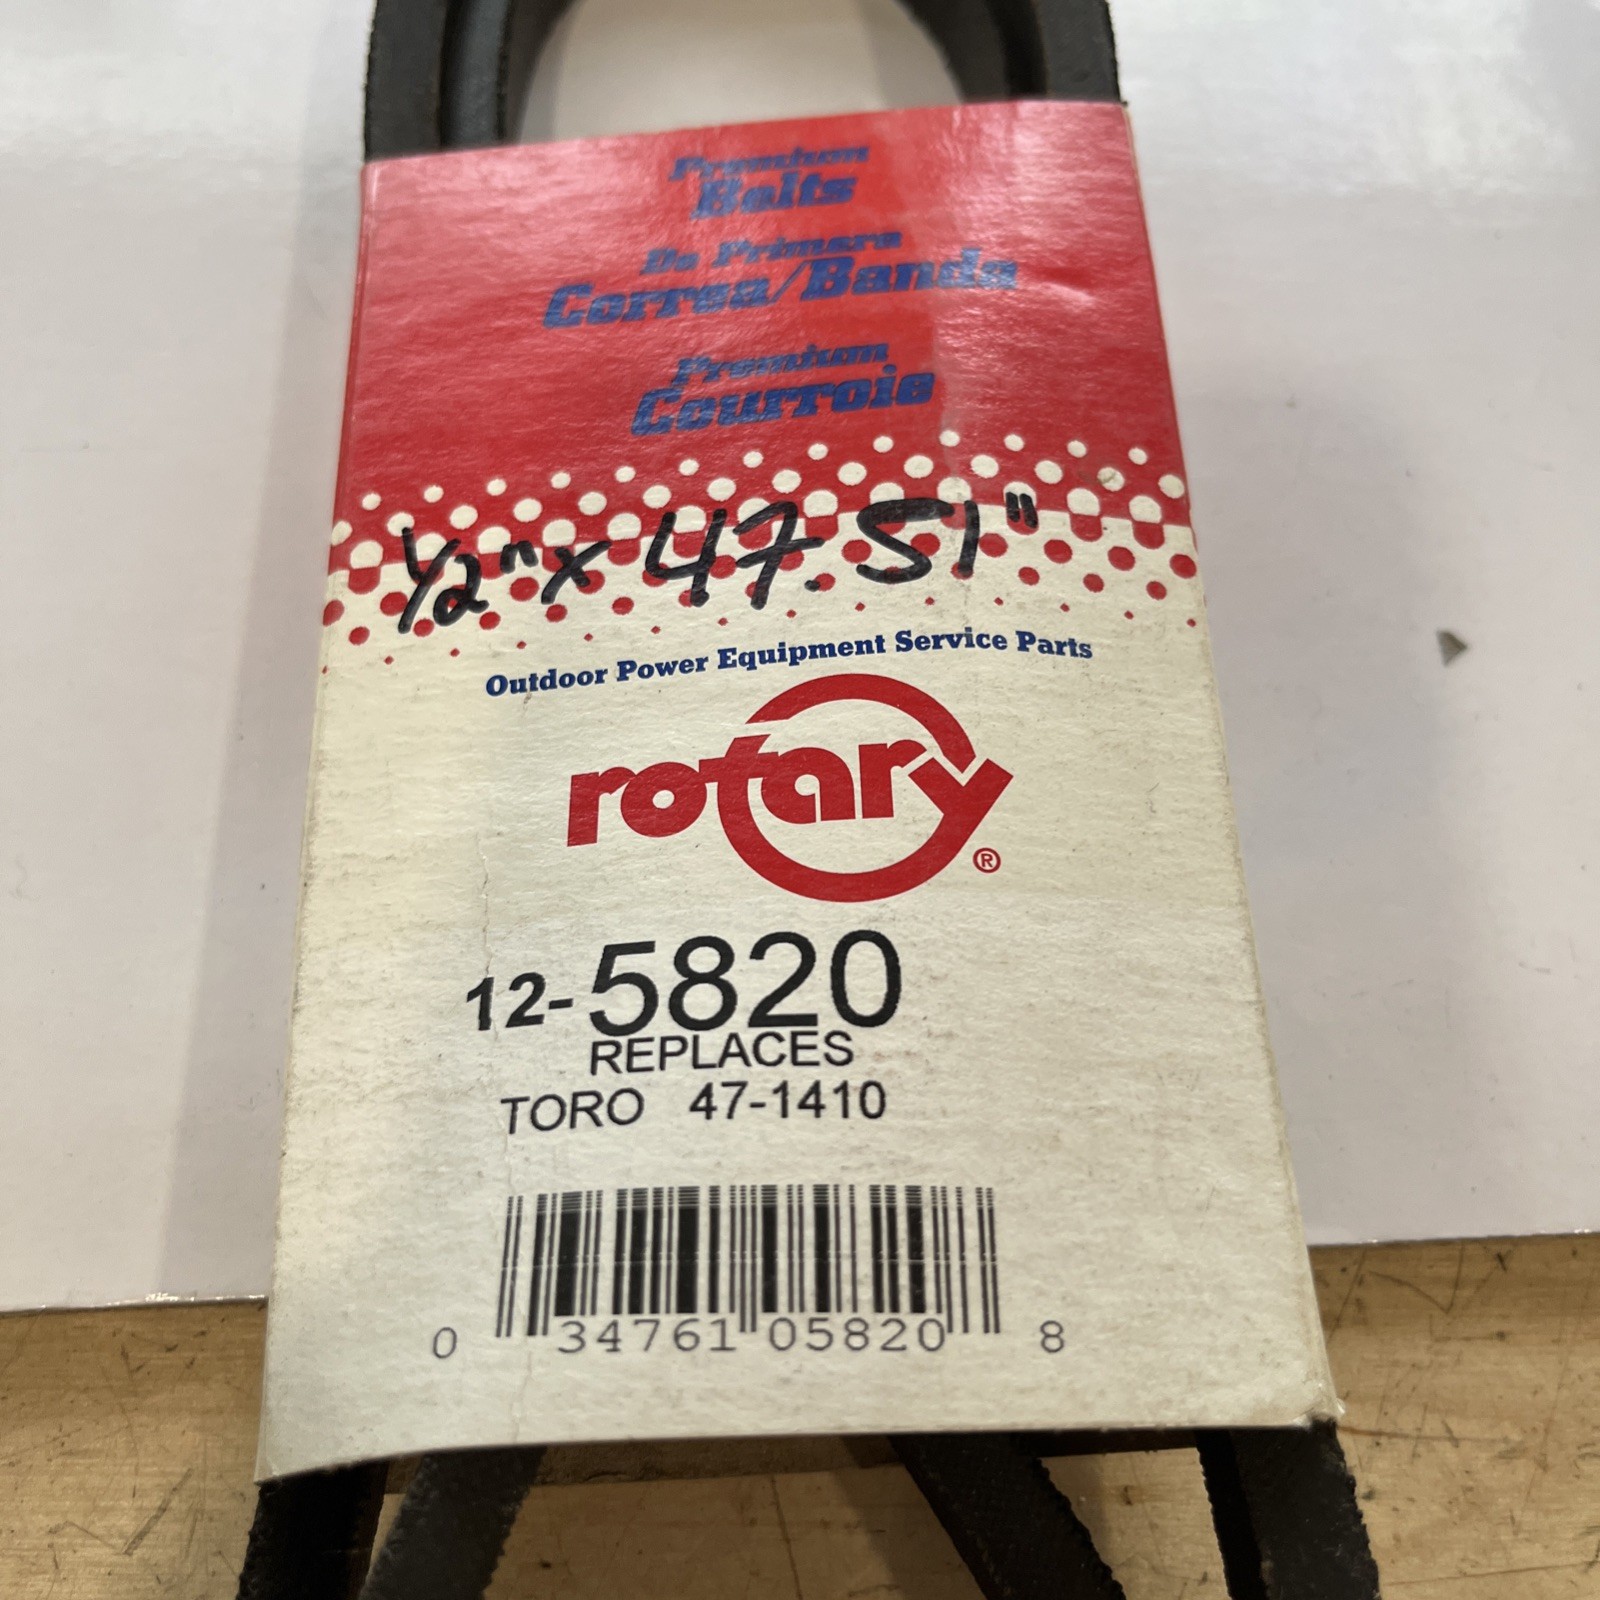 Premium
Belts
De Primera
Correa/Banda
Premium
Courroie
1/2" x 47.51"
Outdoor Power Equipment Service Parts
rotary®
12-5820
REPLACES
TORO 47-1410
0 34761 05820 8